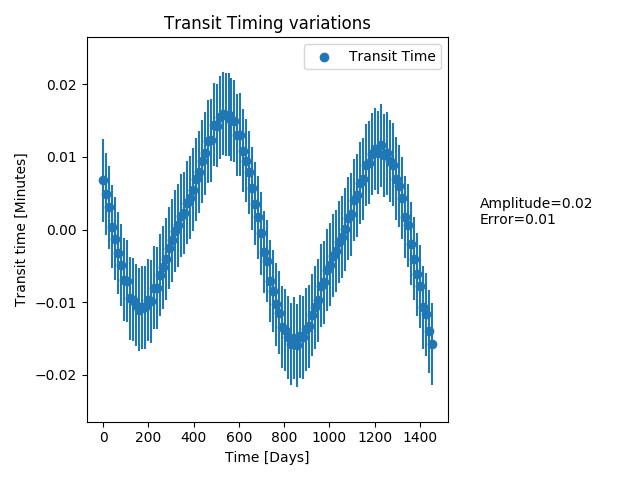 Transit Timing variations
Transit Time
0.02
0.01
0.00
−0.01
−0.02
Transit time [Minutes]
0 200 400 600 800 1000 1200 1400
Time [Days]
Amplitude=0.02
Error=0.01